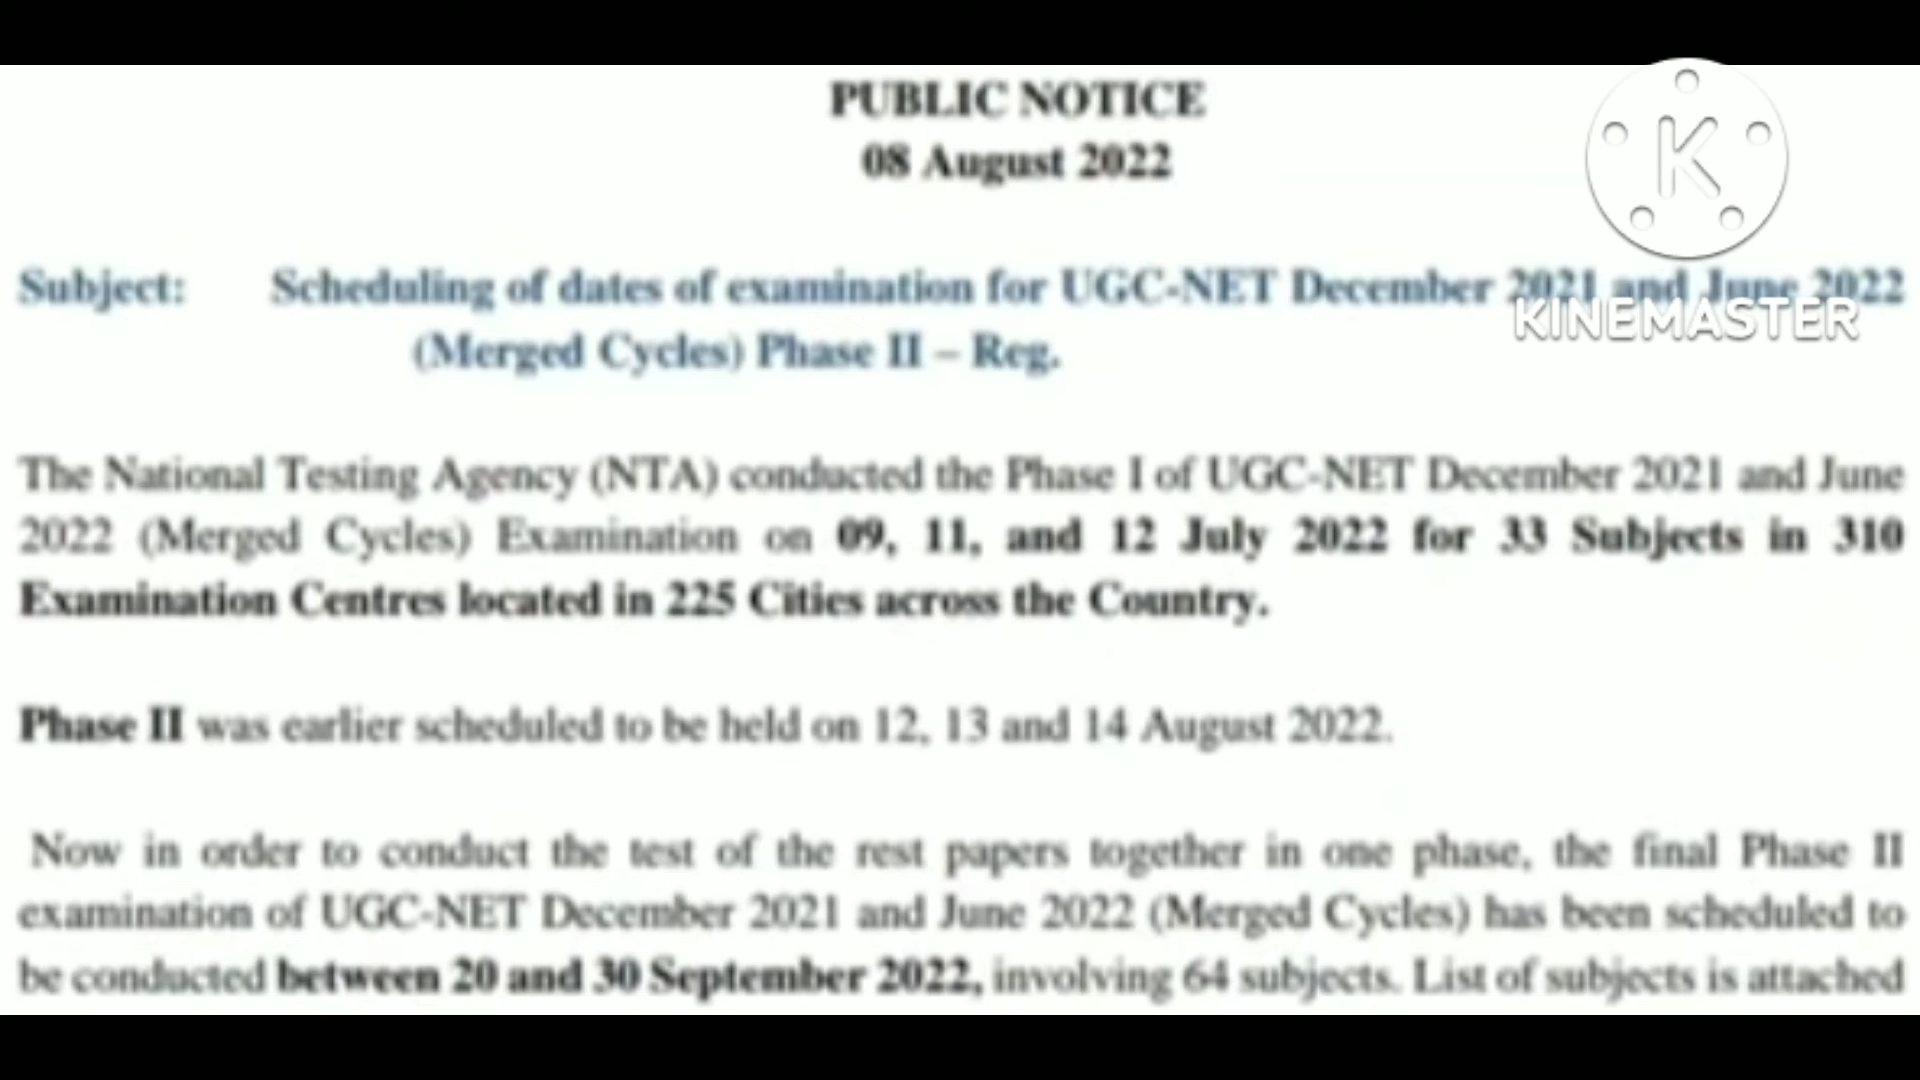 PUBLIC NOTICE
08 August 2022
K
Subject: Scheduling of dates of examination for UGC-NET December 2021 and June 2022
KINEMASTER
(Merged Cycles) Phase II – Reg.
The National Testing Agency (NTA) conducted the Phase I of UGC-NET December 2021 and June
2022 (Merged Cycles) Examination on 09, 11, and 12 July 2022 for 33 Subjects in 310
Examination Centres located in 225 Cities across the Country.
Phase II was earlier scheduled to be held on 12, 13 and 14 August 2022.
Now in order to conduct the test of the rest papers together in one phase, the final Phase II
examination of UGC-NET December 2021 and June 2022 (Merged Cycles) has been scheduled to
be conducted between 20 and 30 September 2022, involving 64 subjects. List of subjects is attached